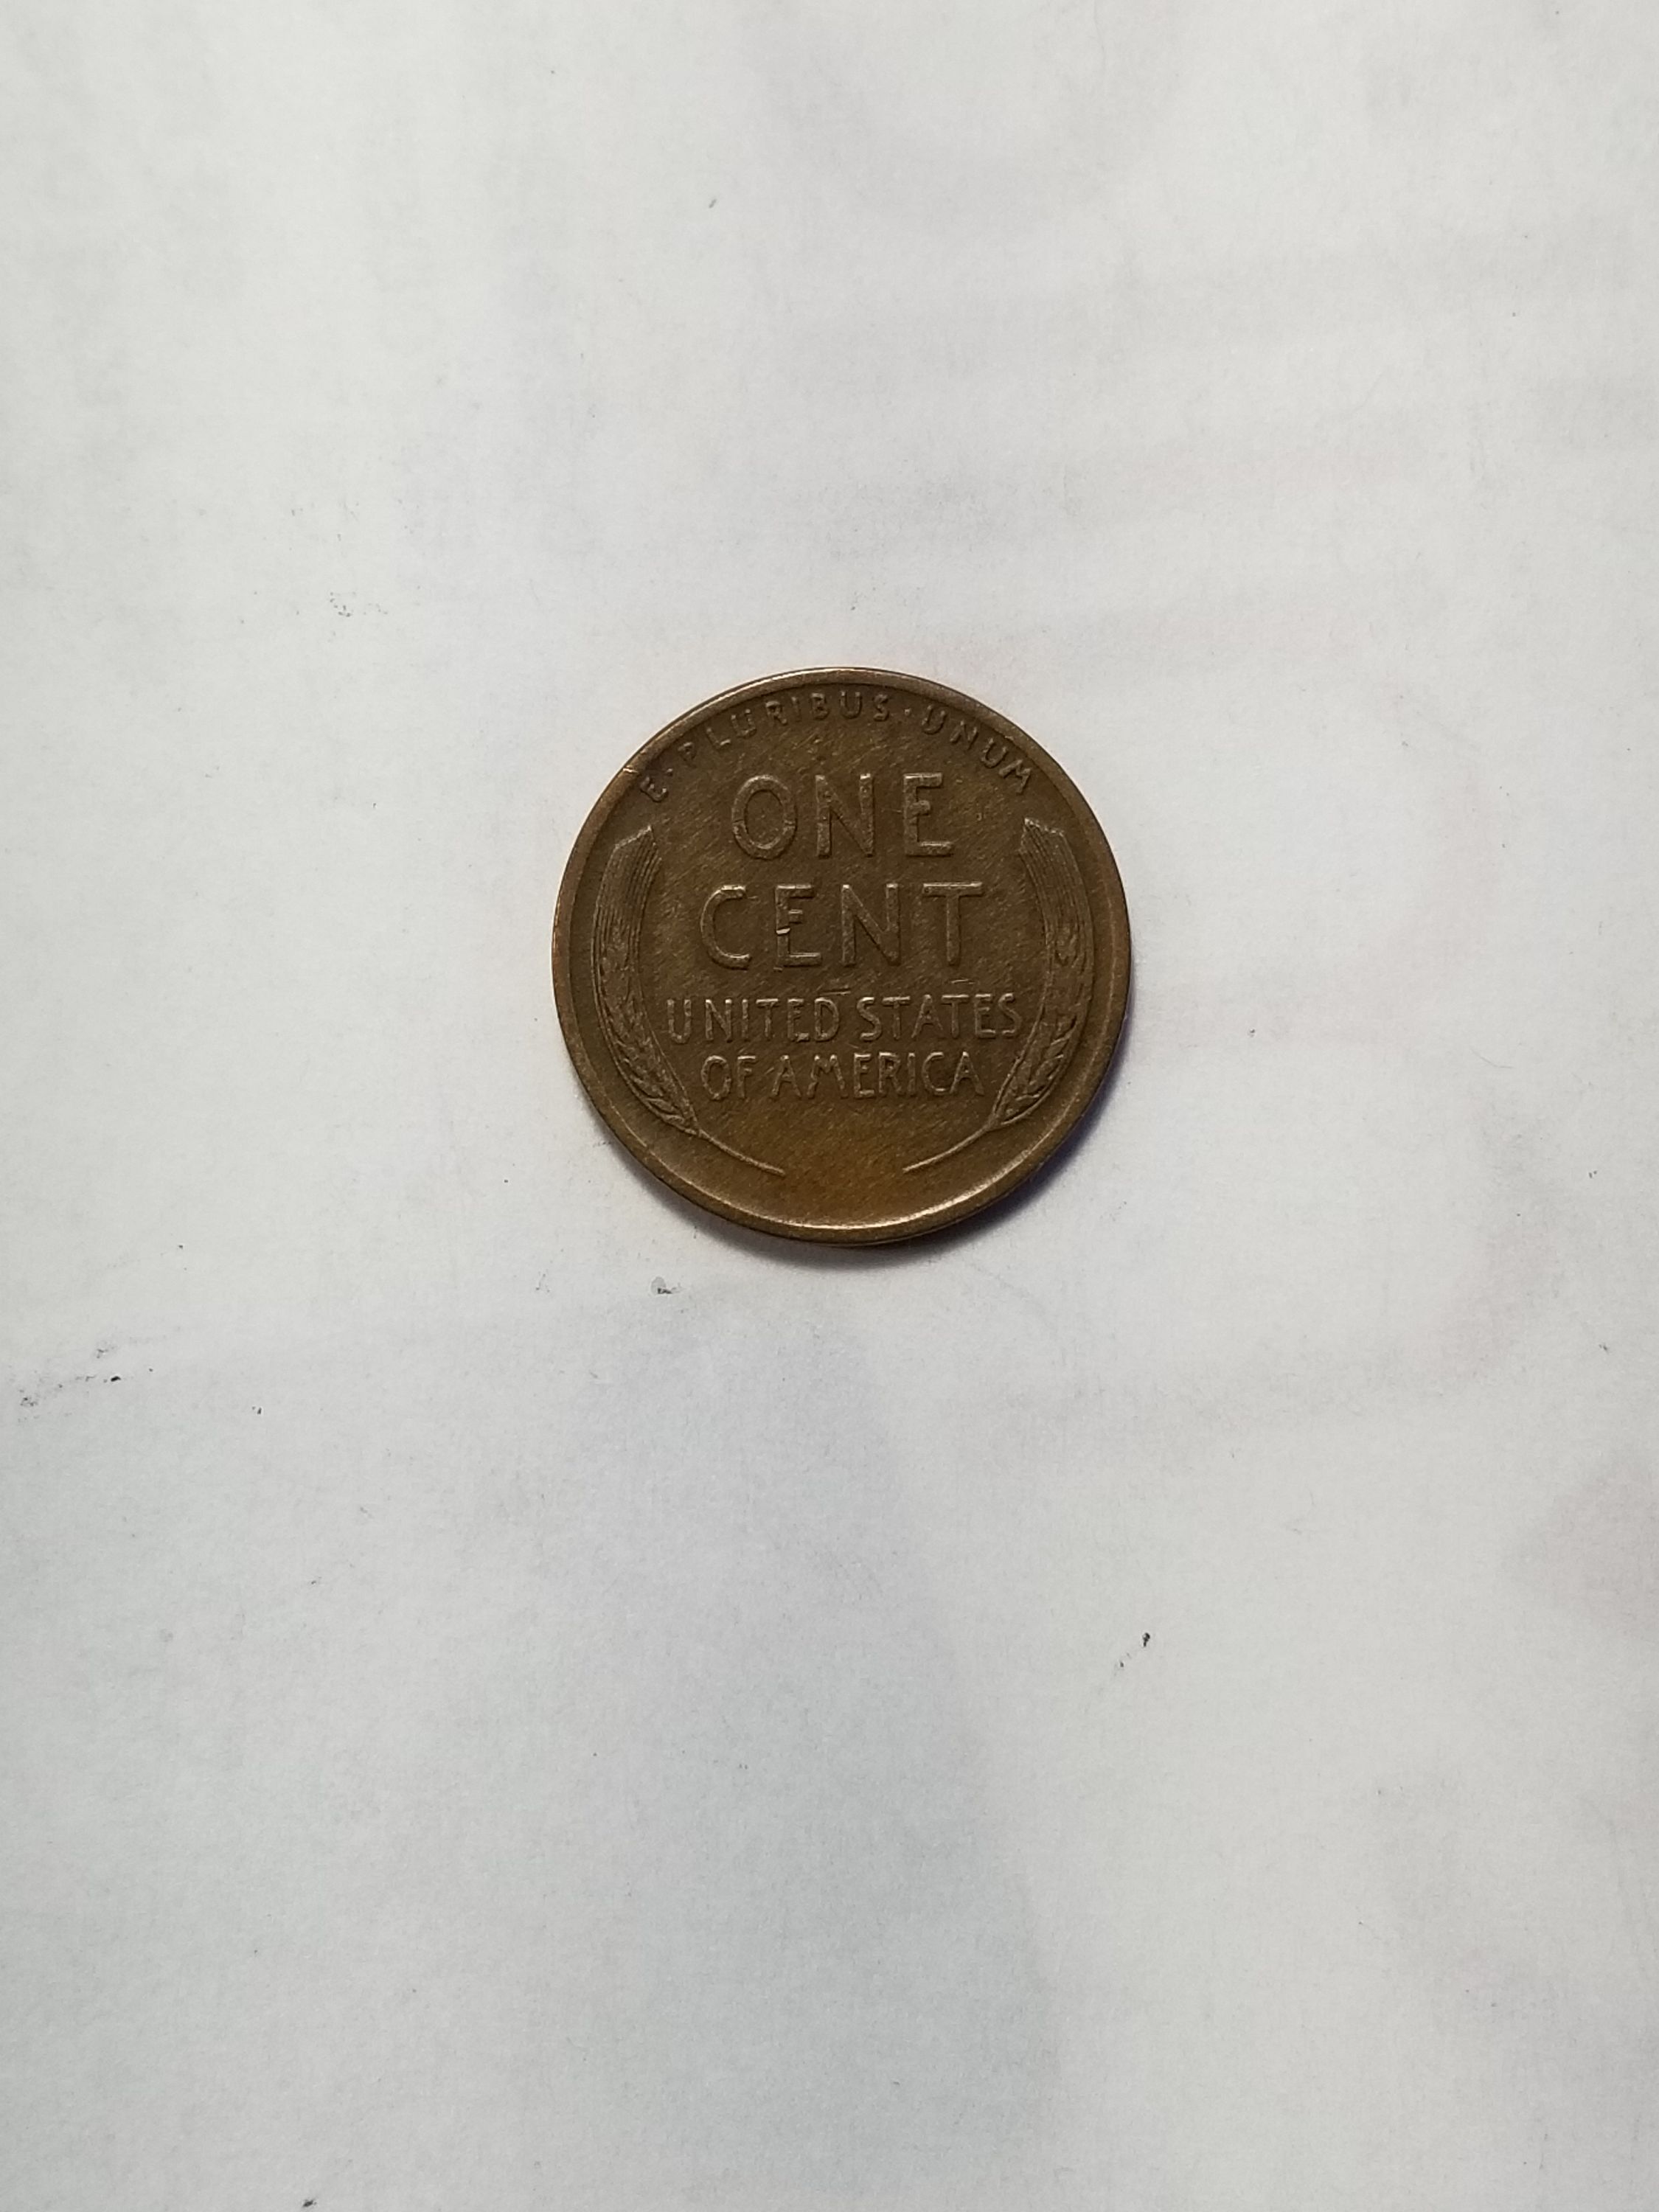 E·PLURIBUS·UNUM
ONE
CENT
UNITED STATES
OF AMERICA